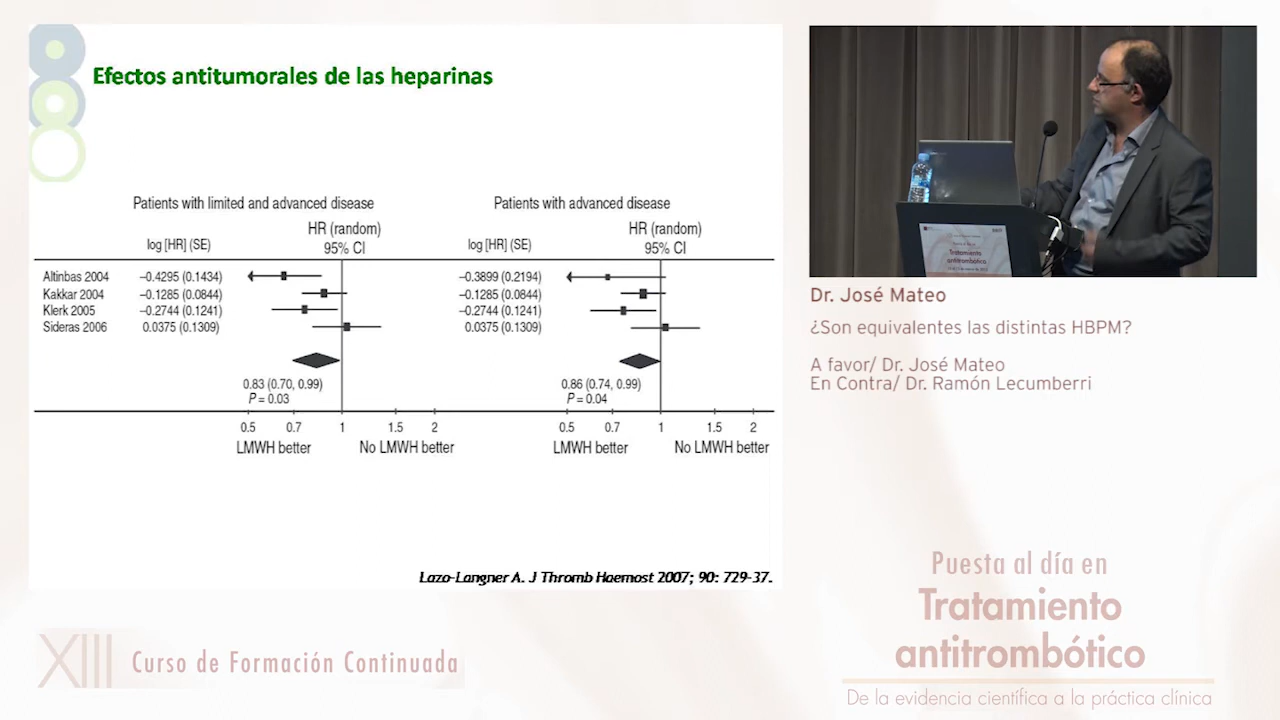 Efectos antitumorales de las heparinas
Patients with limited and advanced disease
Patients with advanced disease
HR (random)
HR (random)
log [HR] (SE)
95% CI
log [HR] (SE)
95% CI
Altinbas 2004 −0.4295 (0.1434) −0.3899 (0.2194)
Kakkar 2004 −0.1285 (0.0844) −0.1285 (0.0844)
Klerk 2005 −0.2744 (0.1241) −0.2744 (0.1241)
Sideras 2006 0.0375 (0.1309) 0.0375 (0.1309)
0.83 (0.70, 0.99) 0.86 (0.74, 0.99)
P = 0.03 P = 0.04
0.5 0.7 1 1.5 2 0.5 0.7 1 1.5 2
LMWH better No LMWH better LMWH better No LMWH better
Lazo-Langner A. J Thromb Haemost 2007; 90: 729-37.
Tratamiento
antitrombótico
Dr. José Mateo
¿Son equivalentes las distintas HBPM?
A favor/ Dr. José Mateo
En Contra/ Dr. Ramón Lecumberri
XIII Curso de Formación Continuada
Puesta al día en
Tratamiento
antitrombótico
De la evidencia científica a la práctica clínica